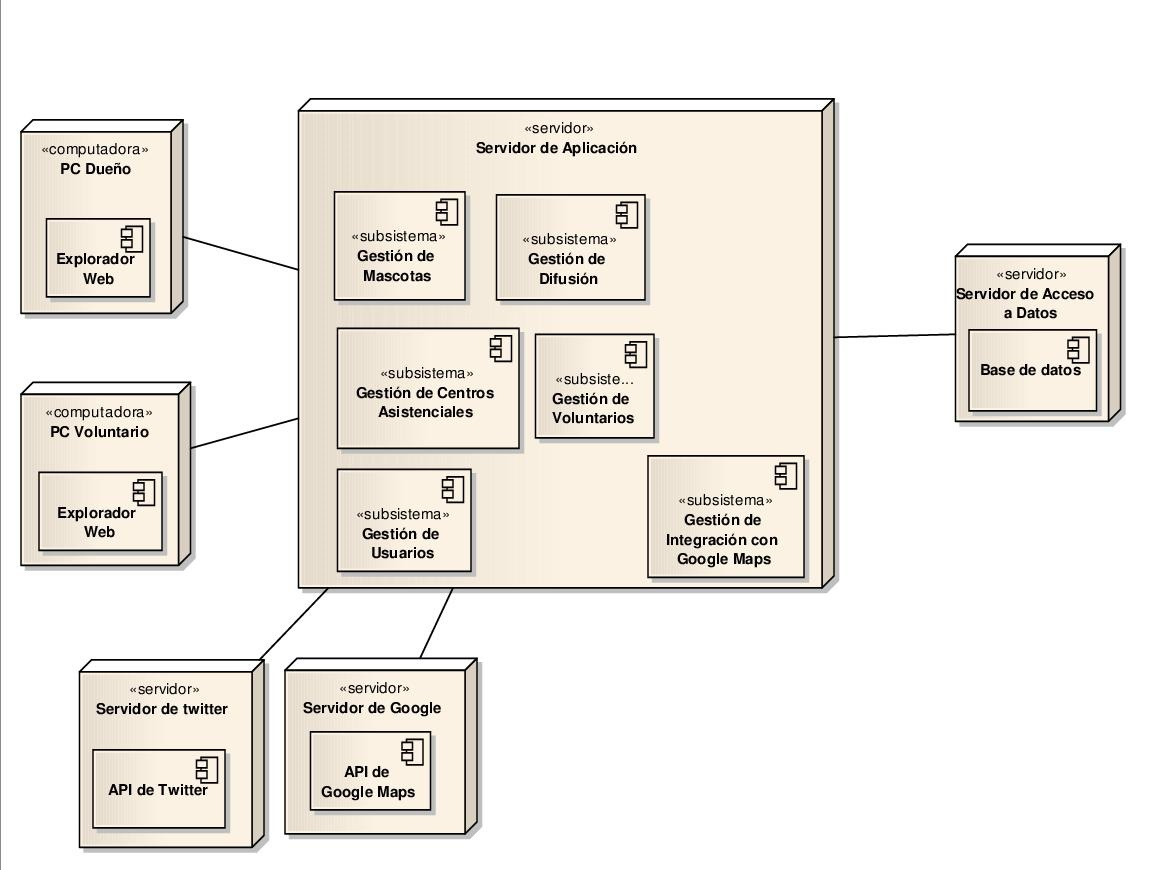 «computadora»
PC Dueño
Explorador
Web
«computadora»
PC Voluntario
Explorador
Web
«servidor»
Servidor de Aplicación
«subsistema»
Gestión de
Mascotas
«subsistema»
Gestión de
Difusión
«subsistema»
Gestión de Centros
Asistenciales
«subsiste...
Gestión de
Voluntarios
«subsistema»
Gestión de
Usuarios
«subsistema»
Gestión de
Integración con
Google Maps
«servidor»
Servidor de Acceso
a Datos
Base de datos
«servidor»
Servidor de twitter
API de Twitter
«servidor»
Servidor de Google
API de
Google Maps